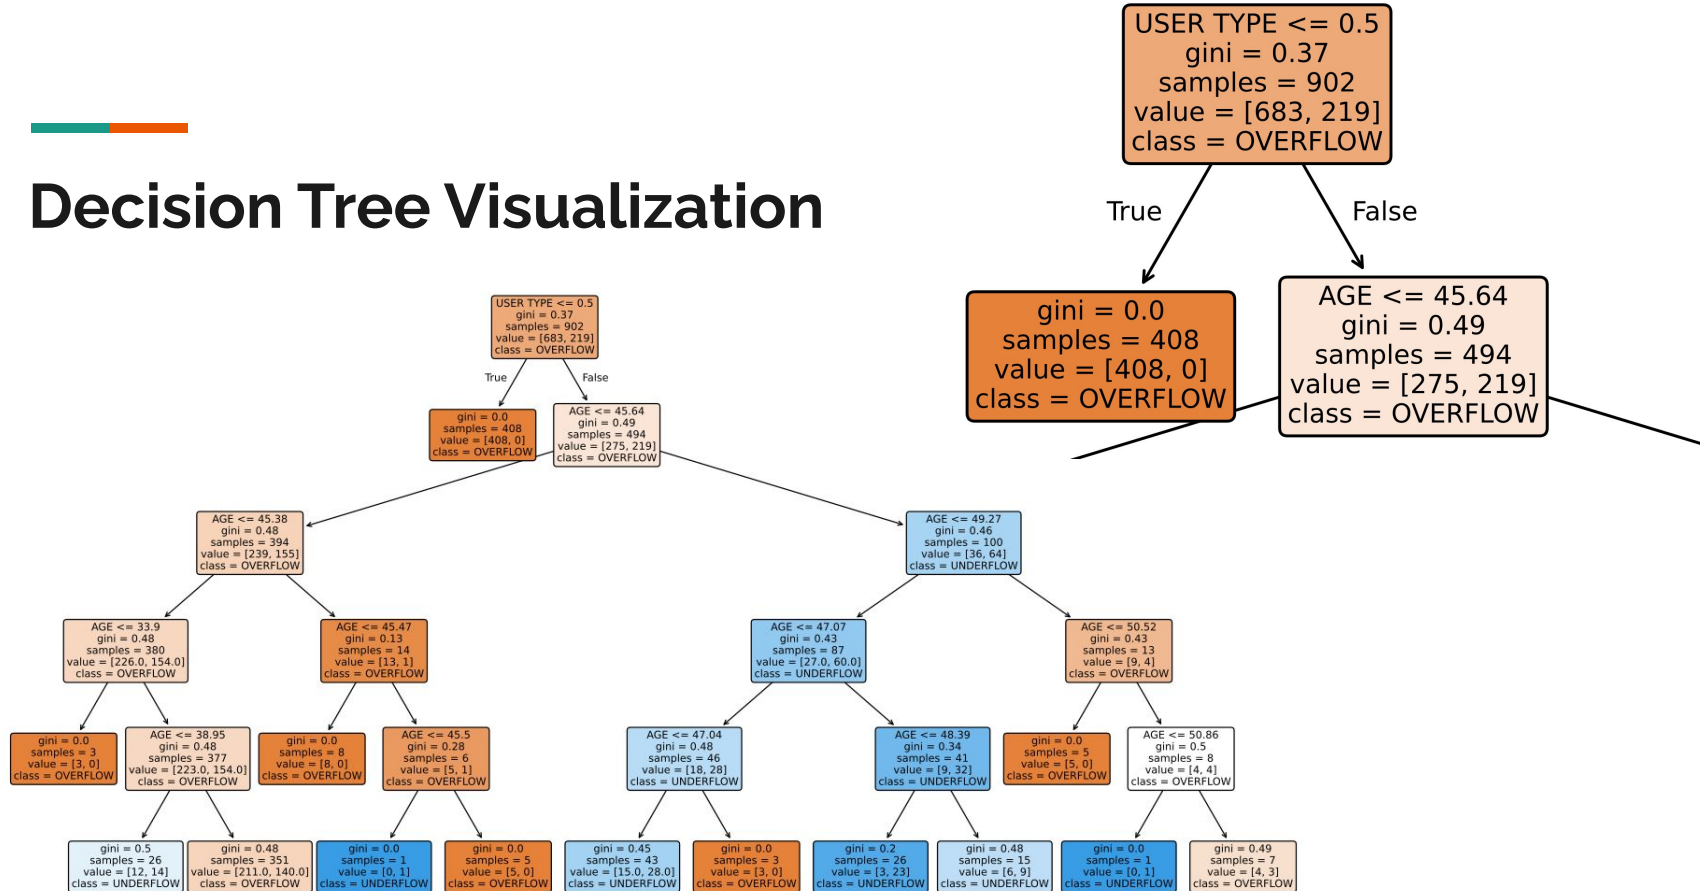 Decision Tree Visualization
USER TYPE <= 0.5
gini = 0.37
samples = 902
value = [683, 219]
class = OVERFLOW
True
False
gini = 0.0
samples = 408
value = [408, 0]
class = OVERFLOW
AGE <= 45.64
gini = 0.49
samples = 494
value = [275, 219]
class = OVERFLOW
USER TYPE <= 0.5
gini = 0.37
samples = 902
value = [683, 219]
class = OVERFLOW
True
False
gini = 0.0
samples = 408
value = [408, 0]
class = OVERFLOW
AGE <= 45.64
gini = 0.49
samples = 494
value = [275, 219]
class = OVERFLOW
AGE <= 45.38
gini = 0.48
samples = 394
value = [239, 155]
class = OVERFLOW
AGE <= 49.27
gini = 0.46
samples = 100
value = [36, 64]
class = UNDERFLOW
AGE <= 33.9
gini = 0.48
samples = 380
value = [226.0, 154.0]
class = OVERFLOW
AGE <= 45.47
gini = 0.13
samples = 14
value = [13, 1]
class = OVERFLOW
AGE <= 47.07
gini = 0.43
samples = 87
value = [27.0, 60.0]
class = UNDERFLOW
AGE <= 50.52
gini = 0.43
samples = 13
value = [9, 4]
class = OVERFLOW
gini = 0.0
samples = 3
value = [3, 0]
class = OVERFLOW
AGE <= 38.95
gini = 0.48
samples = 377
value = [223.0, 154.0]
class = OVERFLOW
gini = 0.0
samples = 8
value = [8, 0]
class = OVERFLOW
AGE <= 45.5
gini = 0.28
samples = 6
value = [5, 1]
class = OVERFLOW
AGE <= 47.04
gini = 0.48
samples = 46
value = [18, 28]
class = UNDERFLOW
AGE <= 48.39
gini = 0.34
samples = 41
value = [9, 32]
class = UNDERFLOW
gini = 0.0
samples = 5
value = [5, 0]
class = OVERFLOW
AGE <= 50.86
gini = 0.5
samples = 8
value = [4, 4]
class = OVERFLOW
gini = 0.5
samples = 26
value = [12, 14]
class = UNDERFLOW
gini = 0.48
samples = 351
value = [211.0, 140.0]
class = OVERFLOW
gini = 0.0
samples = 1
value = [0, 1]
class = UNDERFLOW
gini = 0.0
samples = 5
value = [5, 0]
class = OVERFLOW
gini = 0.45
samples = 43
value = [15.0, 28.0]
class = UNDERFLOW
gini = 0.0
samples = 3
value = [3, 0]
class = OVERFLOW
gini = 0.2
samples = 26
value = [3, 23]
class = UNDERFLOW
gini = 0.48
samples = 15
value = [6, 9]
class = UNDERFLOW
gini = 0.0
samples = 1
value = [0, 1]
class = UNDERFLOW
gini = 0.49
samples = 7
value = [4, 3]
class = OVERFLOW